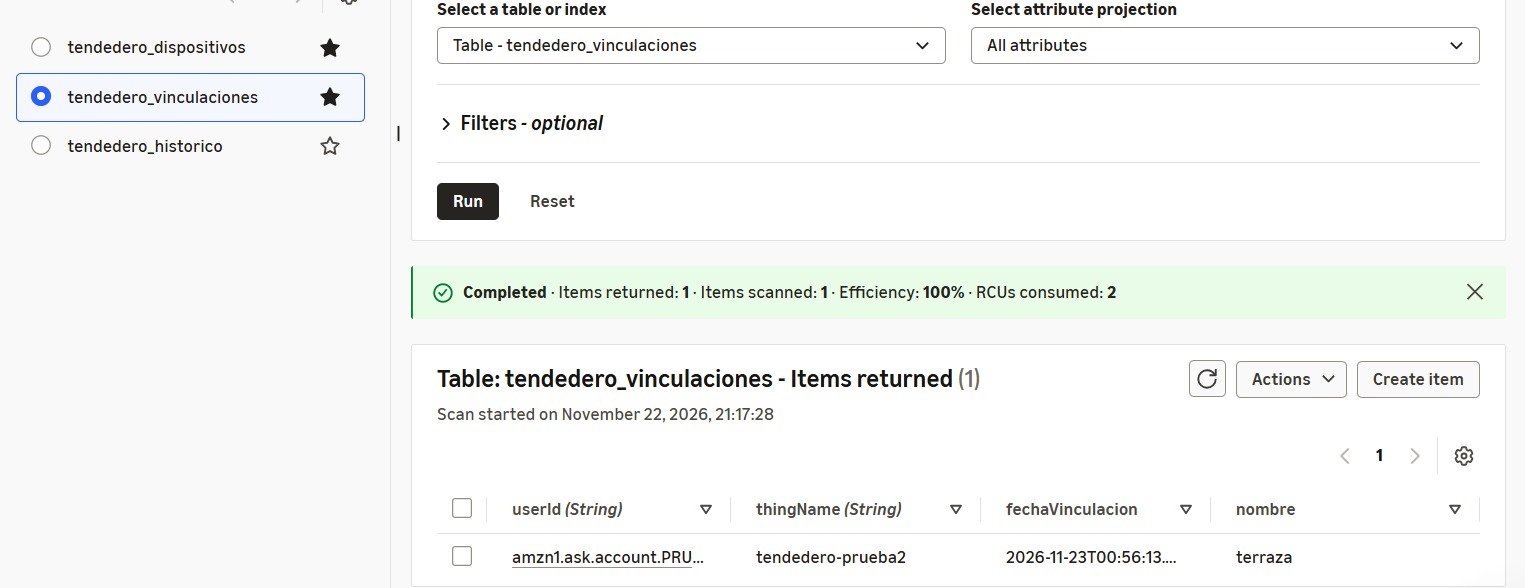 tendedero_dispositivos
tendedero_vinculaciones
tendedero_historico
Select a table or index
Select attribute projection
Table - tendedero_vinculaciones
All attributes
Filters - optional
Run
Reset
Completed · Items returned: 1 · Items scanned: 1 · Efficiency: 100% · RCUs consumed: 2
Table: tendedero_vinculaciones - Items returned (1)
Actions
Create item
Scan started on November 22, 2026, 21:17:28
1
userId (String)
thingName (String)
fechaVinculacion
nombre
amzn1.ask.account.PRU...
tendedero-prueba2
2026-11-23T00:56:13....
terraza